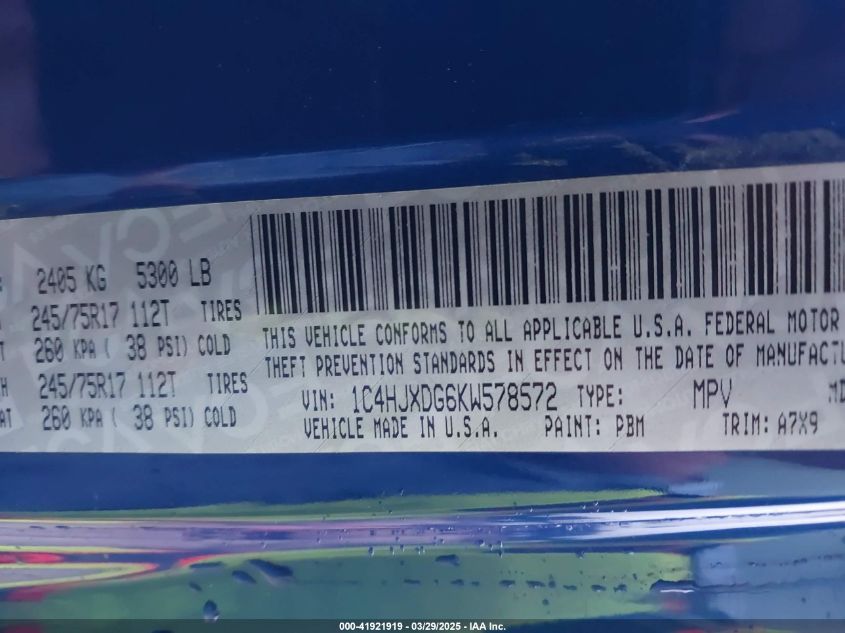 2405 KG 5300 LB
245/75R17 112T TIRES
260 KPA ( 38 PSI) COLD
245/75R17 112T TIRES
260 KPA ( 38 PSI) COLD
THIS VEHICLE CONFORMS TO ALL APPLICABLE U.S.A. FEDERAL MOTOR
THEFT PREVENTION STANDARDS IN EFFECT ON THE DATE OF MANUFACTU
VIN: 1C4HJXDG6KW578572 TYPE: MPV MD
VEHICLE MADE IN U.S.A. PAINT: PBM TRIM: A7X9
000-41921919 - 03/29/2025 - IAA Inc.